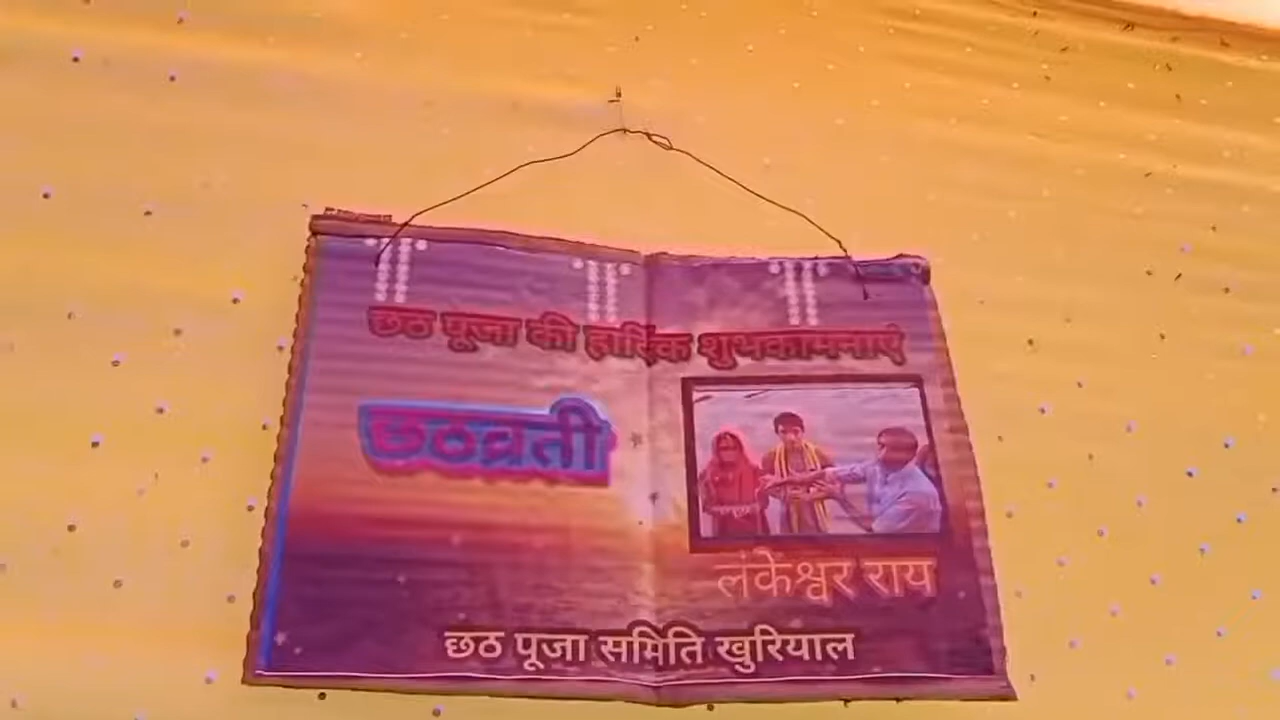 छठ पूजा की हार्दिक शुभकामनाएं
छठव्रती
लंकेश्वर राय
छठ पूजा समिति खुरियाल